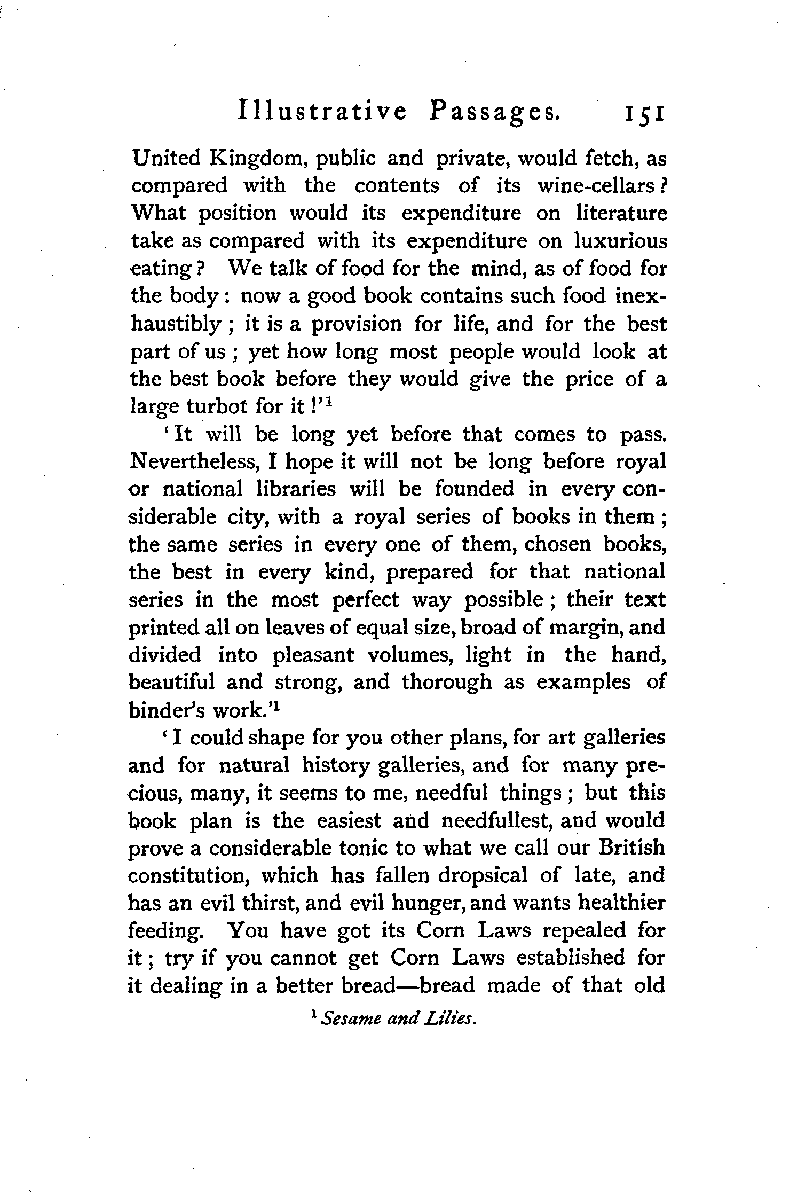 Illustrative Passages. 151
United Kingdom, public and private, would fetch, as
compared with the contents of its wine-cellars?
What position would its expenditure on literature
take as compared with its expenditure on luxurious
eating? We talk of food for the mind, as of food for
the body: now a good book contains such food inex-
haustibly; it is a provision for life, and for the best
part of us; yet how long most people would look at
the best book before they would give the price of a
large turbot for it!'¹
'It will be long yet before that comes to pass.
Nevertheless, I hope it will not be long before royal
or national libraries will be founded in every con-
siderable city, with a royal series of books in them;
the same series in every one of them, chosen books,
the best in every kind, prepared for that national
series in the most perfect way possible; their text
printed all on leaves of equal size, broad of margin, and
divided into pleasant volumes, light in the hand,
beautiful and strong, and thorough as examples of
binder's work.'¹
'I could shape for you other plans, for art galleries
and for natural history galleries, and for many pre-
cious, many, it seems to me, needful things; but this
book plan is the easiest and needfullest, and would
prove a considerable tonic to what we call our British
constitution, which has fallen dropsical of late, and
has an evil thirst, and evil hunger, and wants healthier
feeding. You have got its Corn Laws repealed for
it; try if you cannot get Corn Laws established for
it dealing in a better bread—bread made of that old
¹ Sesame and Lilies.